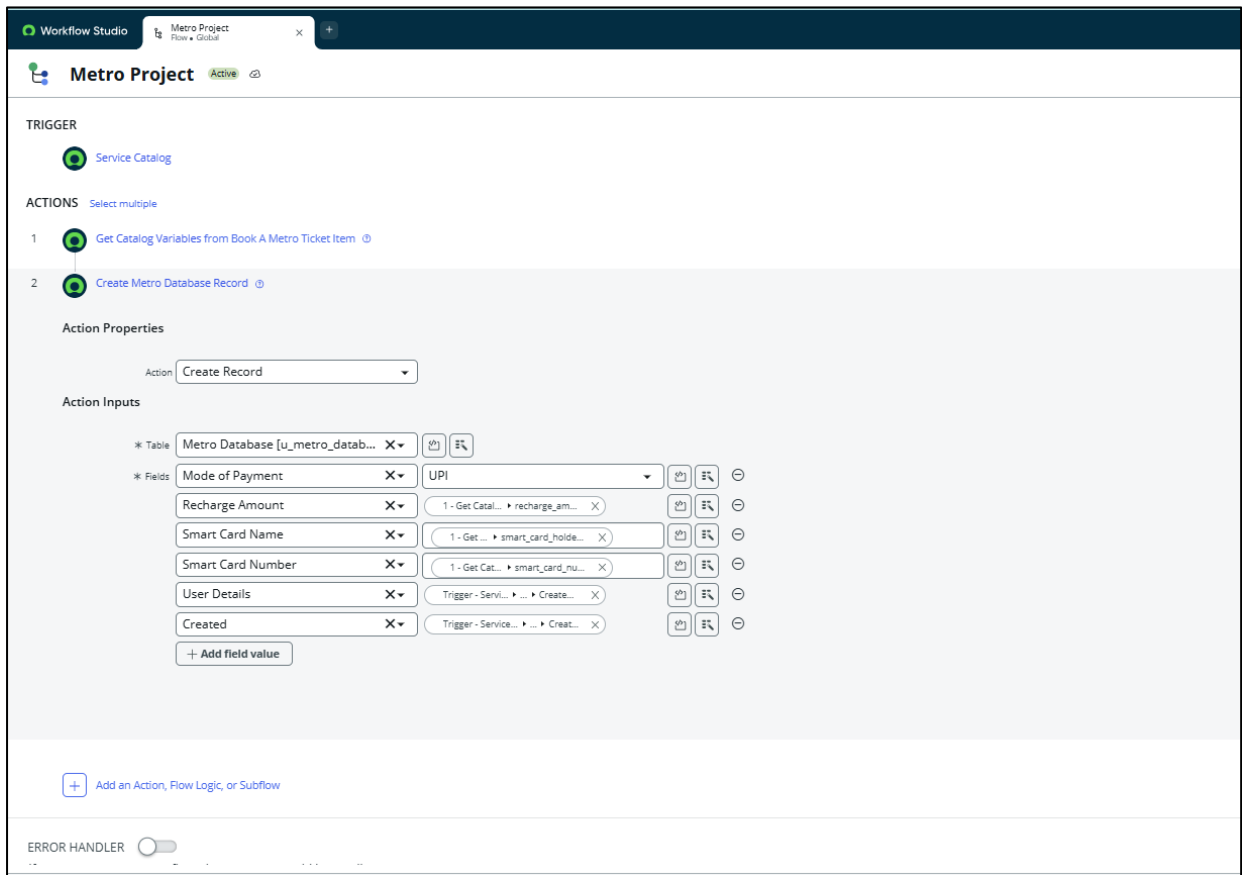 Workflow Studio
Metro Project
Flow • Global
Metro Project Active
TRIGGER
Service Catalog
ACTIONS Select multiple
1 Get Catalog Variables from Book A Metro Ticket Item
2 Create Metro Database Record
Action Properties
Action Create Record
Action Inputs
* Table Metro Database [u_metro_datab...
* Fields Mode of Payment UPI
Recharge Amount 1 - Get Catal... ▸ recharge_am...
Smart Card Name 1 - Get ... ▸ smart_card_holde...
Smart Card Number 1 - Get Cat... ▸ smart_card_nu...
User Details Trigger - Servi... ▸ ... ▸ Create...
Created Trigger - Service... ▸ ... ▸ Creat...
+ Add field value
+ Add an Action, Flow Logic, or Subflow
ERROR HANDLER